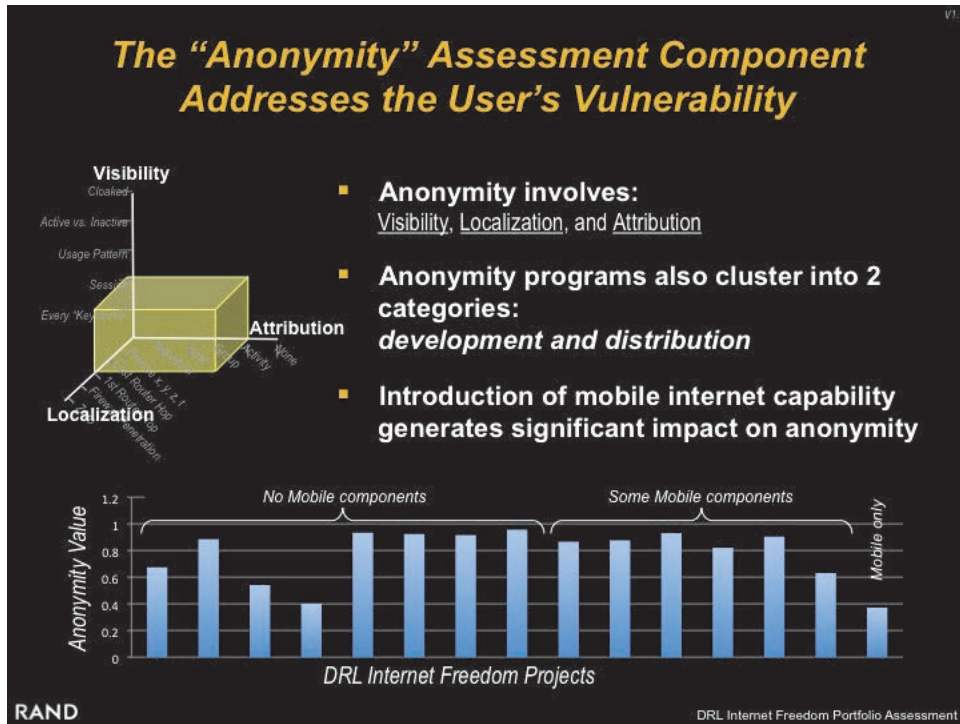 V1.
The “Anonymity” Assessment Component
Addresses the User’s Vulnerability
Visibility
Cloaked
Active vs. Inactive
Usage Pattern
Every “Key
Attribution
None
Activity
x, y, z, t
Router Hop
1st Router
Localization
Anonymity involves:
Visibility, Localization, and Attribution
Anonymity programs also cluster into 2
categories:
development and distribution
Introduction of mobile internet capability
generates significant impact on anonymity
No Mobile components
Some Mobile components
Mobile only
Anonymity Value
1.2
1
0.8
0.6
0.4
0.2
0
DRL Internet Freedom Projects
RAND
DRL Internet Freedom Portfolio Assessment